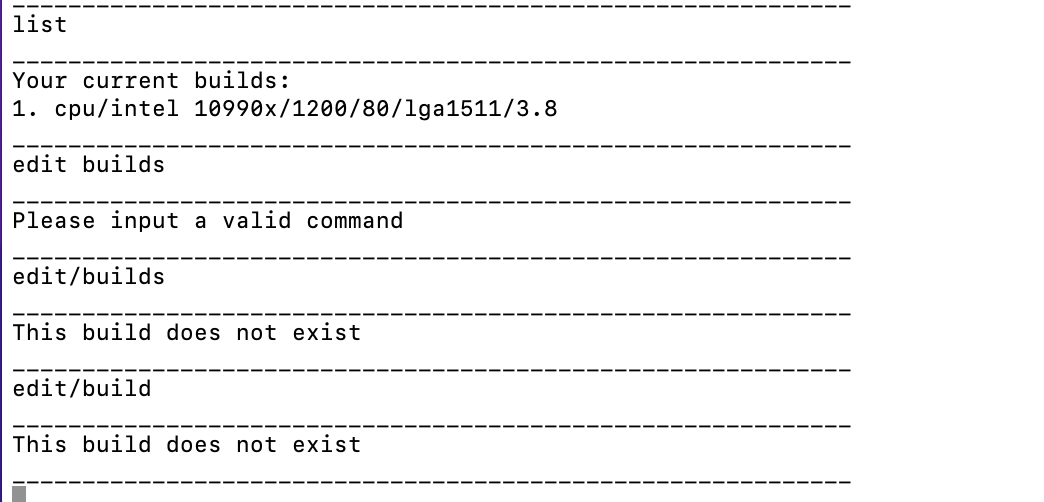 ____________________________________________________________
list
____________________________________________________________
Your current builds:
1. cpu/intel 10990x/1200/80/lga1511/3.8
____________________________________________________________
edit builds
____________________________________________________________
Please input a valid command
____________________________________________________________
edit/builds
____________________________________________________________
This build does not exist
____________________________________________________________
edit/build
____________________________________________________________
This build does not exist
____________________________________________________________